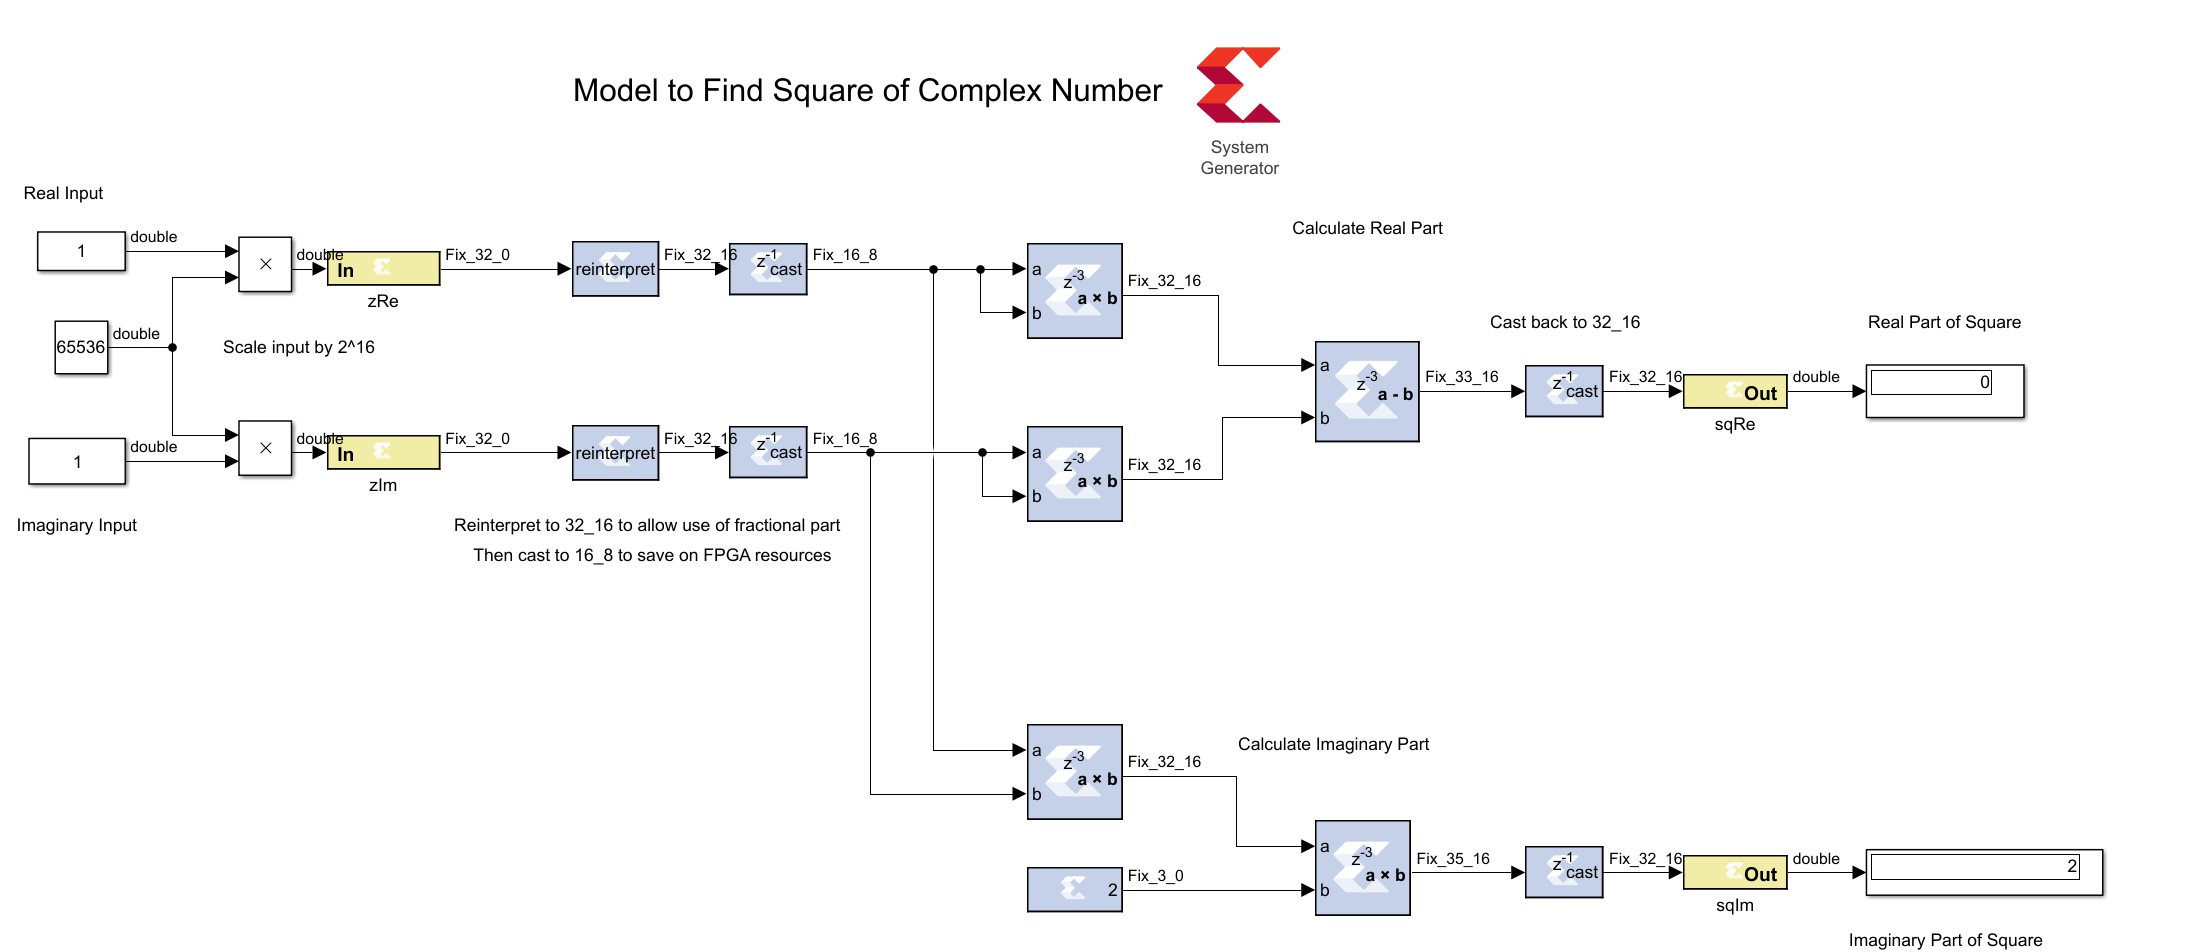 Model to Find Square of Complex Number
System
Generator
Real Input
1
double
×
double
In
zRe
Fix_32_0
reinterpret
Fix_32_16
z-1
cast
Fix_16_8
a
b
z-3
a × b
Fix_32_16
Calculate Real Part
65536
double
Scale input by 2^16
a
b
z-3
a - b
Fix_33_16
Cast back to 32_16
z-1
cast
Fix_32_16
Out
sqRe
double
Real Part of Square
0
1
double
×
double
In
zIm
Fix_32_0
reinterpret
Fix_32_16
z-1
cast
Fix_16_8
a
b
z-3
a × b
Fix_32_16
Imaginary Input
Reinterpret to 32_16 to allow use of fractional part
Then cast to 16_8 to save on FPGA resources
a
b
z-3
a × b
Fix_32_16
Calculate Imaginary Part
2
Fix_3_0
a
b
z-3
a × b
Fix_35_16
z-1
cast
Fix_32_16
Out
sqIm
double
2
Imaginary Part of Square